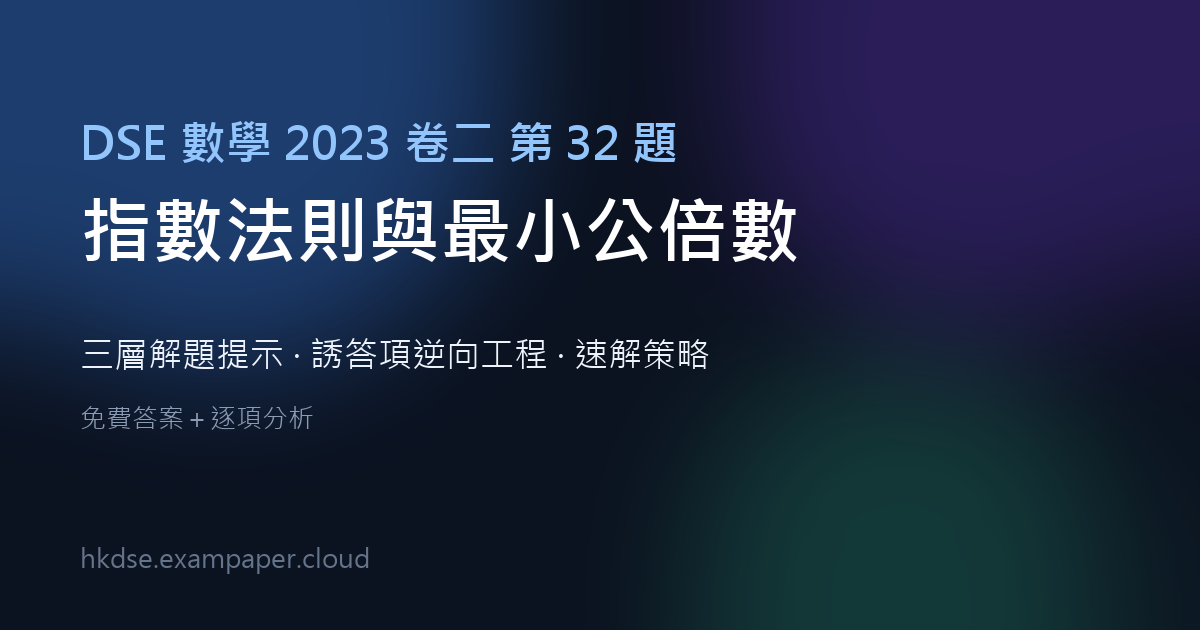 DSE 數學 2023 卷二 第 32 題
指數法則與最小公倍數
三層解題提示 · 誘答項逆向工程 · 速解策略
免費答案 + 逐項分析
hkdse.exampaper.cloud